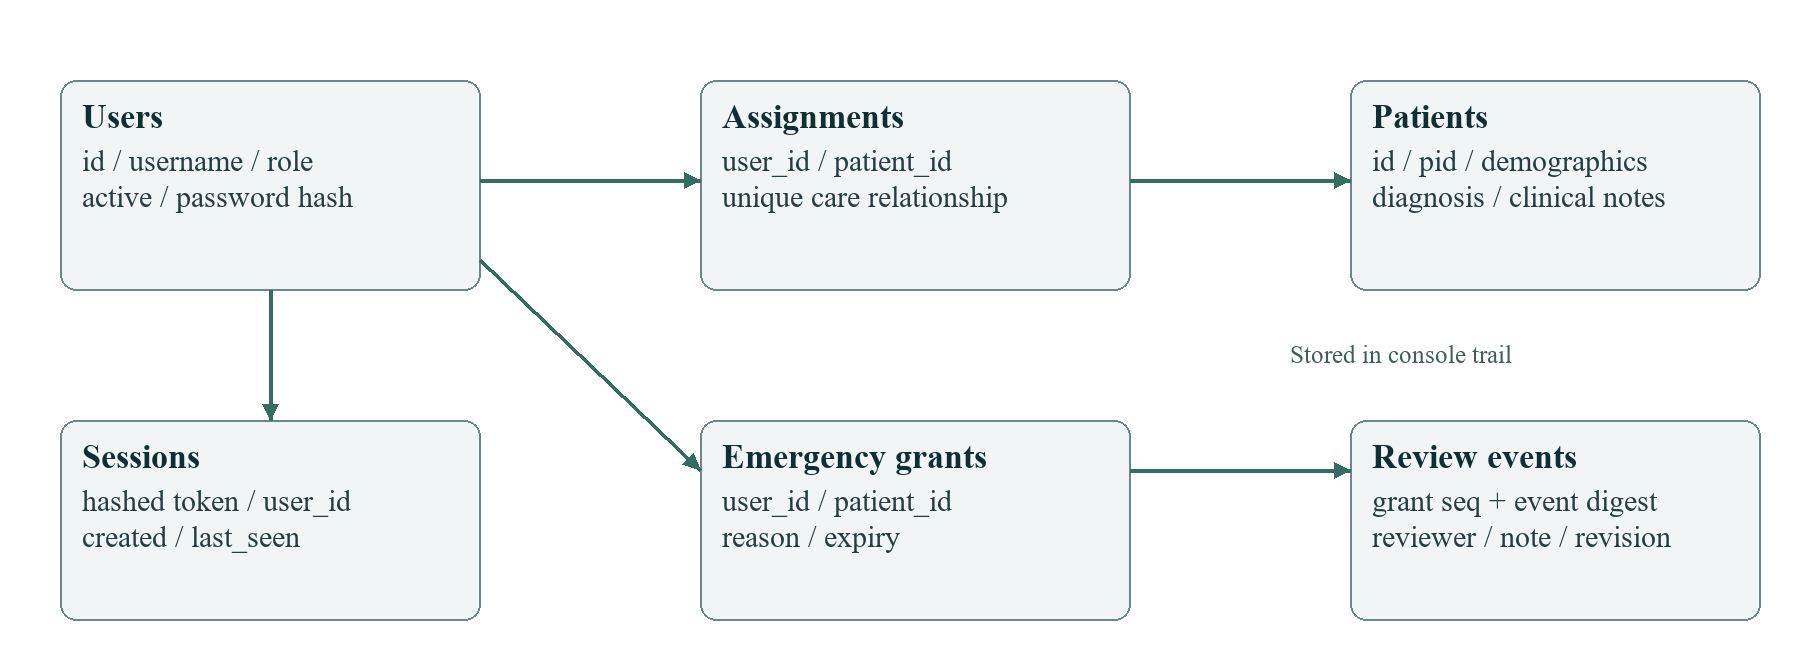 Users
id / username / role
active / password hash
Assignments
user_id / patient_id
unique care relationship
Patients
id / pid / demographics
diagnosis / clinical notes
Stored in console trail
Sessions
hashed token / user_id
created / last_seen
Emergency grants
user_id / patient_id
reason / expiry
Review events
grant seq + event digest
reviewer / note / revision